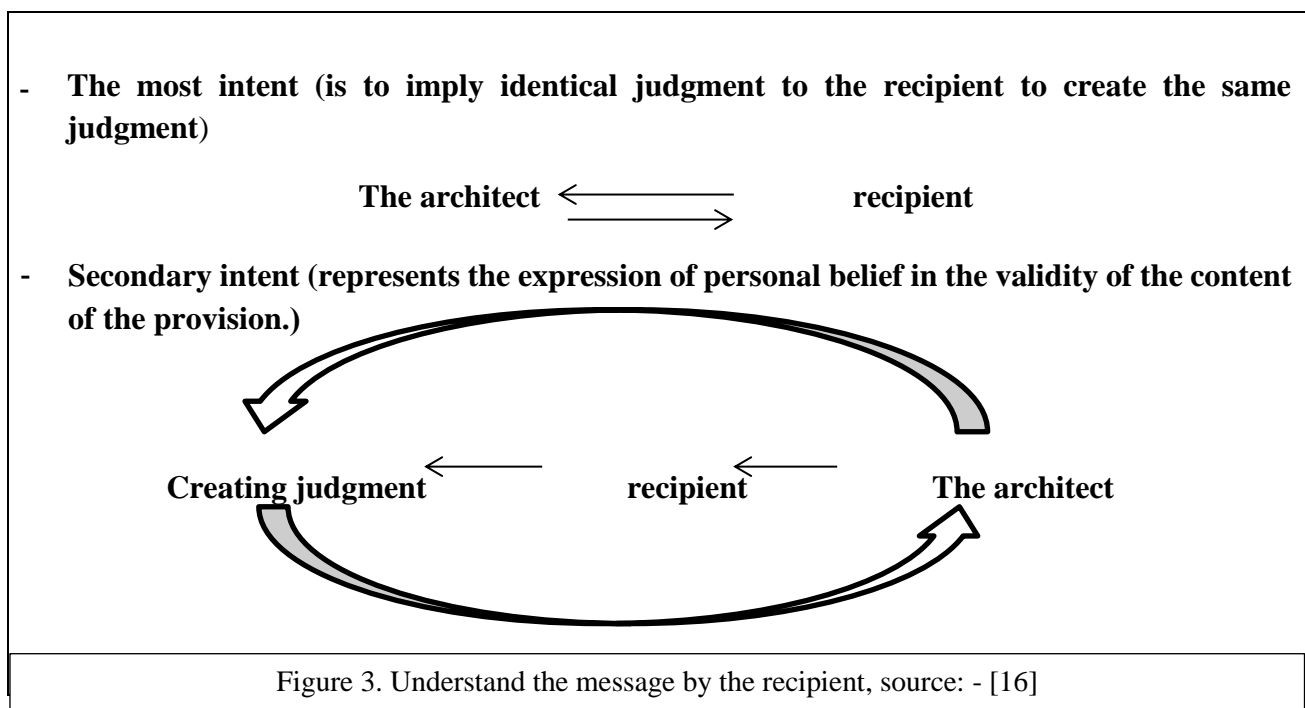 - The most intent (is to imply identical judgment to the recipient to create the same
judgment)
The architect recipient
- Secondary intent (represents the expression of personal belief in the validity of the content
of the provision.)
Creating judgment recipient The architect
Figure 3. Understand the message by the recipient, source: - [16]